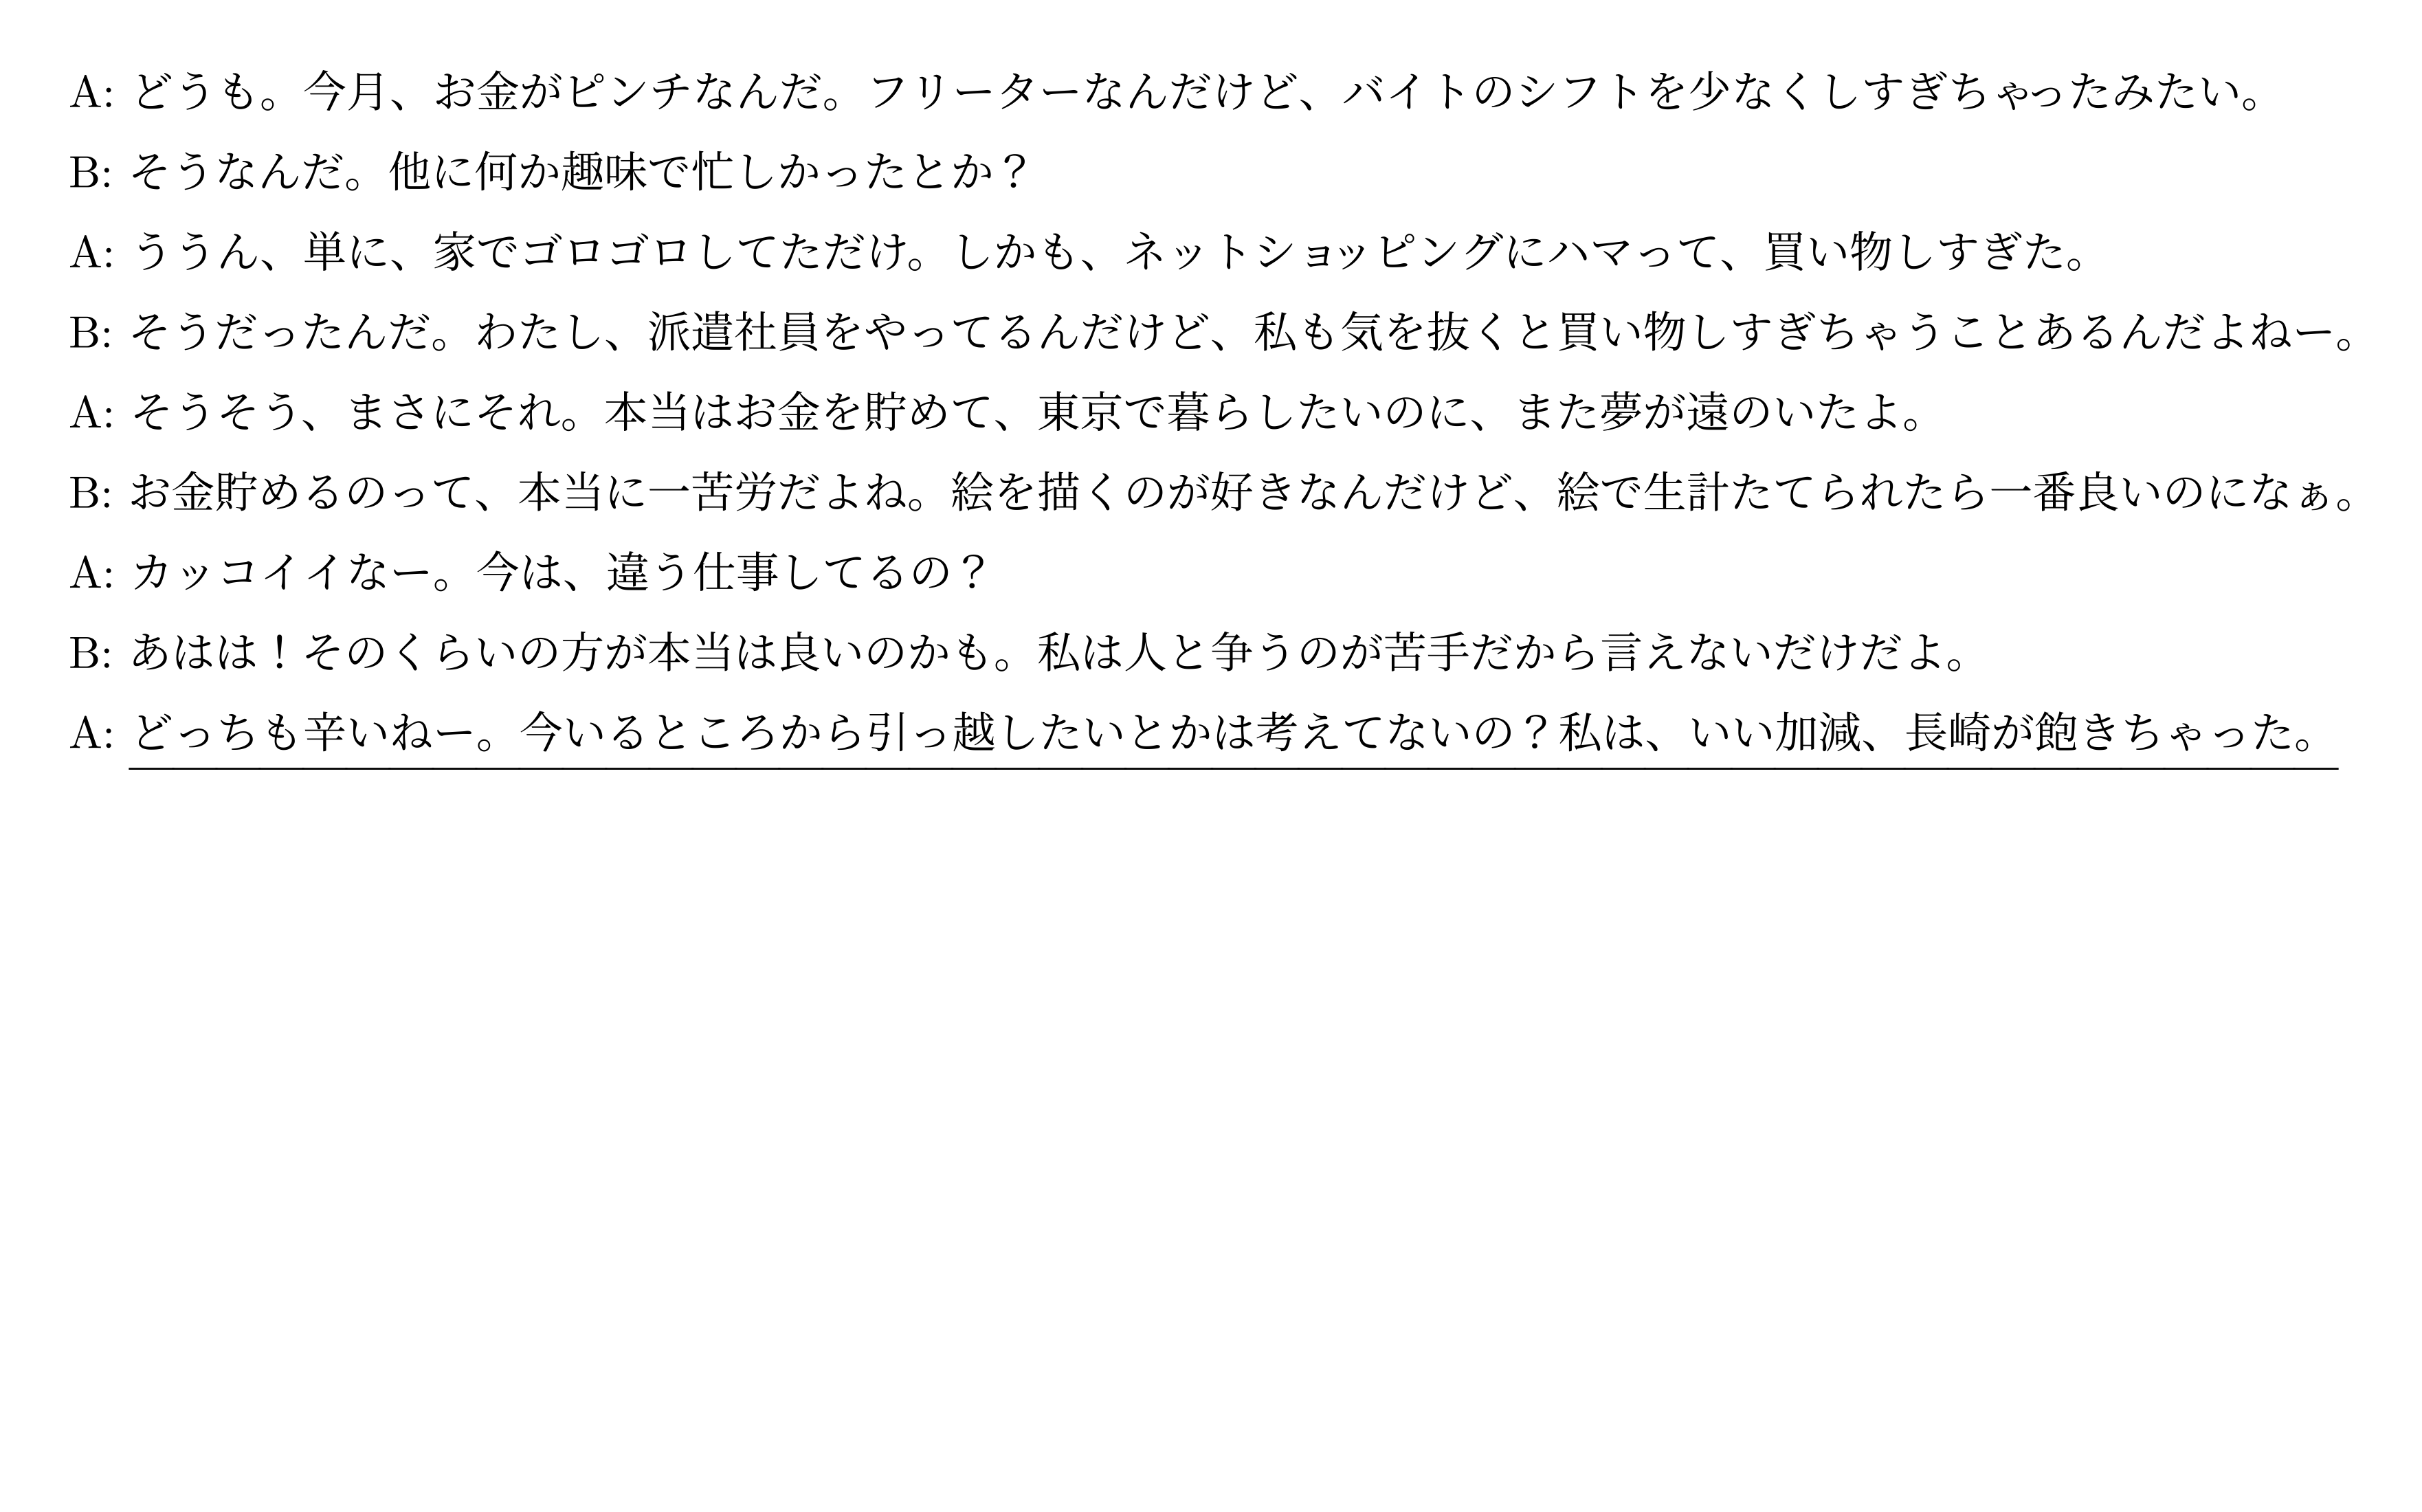 A: どうも。今月、お金がピンチなんだ。フリーターなんだけど、バイトのシフトを少なくしすぎちゃったみたい。
B: そうなんだ。他に何か趣味で忙しかったとか？
A: ううん、単に、家でゴロゴロしてただけ。しかも、ネットショッピングにハマって、買い物しすぎた。
B: そうだったんだ。わたし、派遣社員をやってるんだけど、私も気を抜くと買い物しすぎちゃうことあるんだよねー。
A: そうそう、まさにそれ。本当はお金を貯めて、東京で暮らしたいのに、また夢が遠のいたよ。
B: お金貯めるのって、本当に一苦労だよね。絵を描くのが好きなんだけど、絵で生計たてられたら一番良いのになぁ。
A: カッコイイなー。今は、違う仕事してるの？
B: あはは！そのくらいの方が本当は良いのかも。私は人と争うのが苦手だから言えないだけだよ。
A: どっちも辛いねー。今いるところから引っ越したいとかは考えてないの？私は、いい加減、長崎が飽きちゃった。